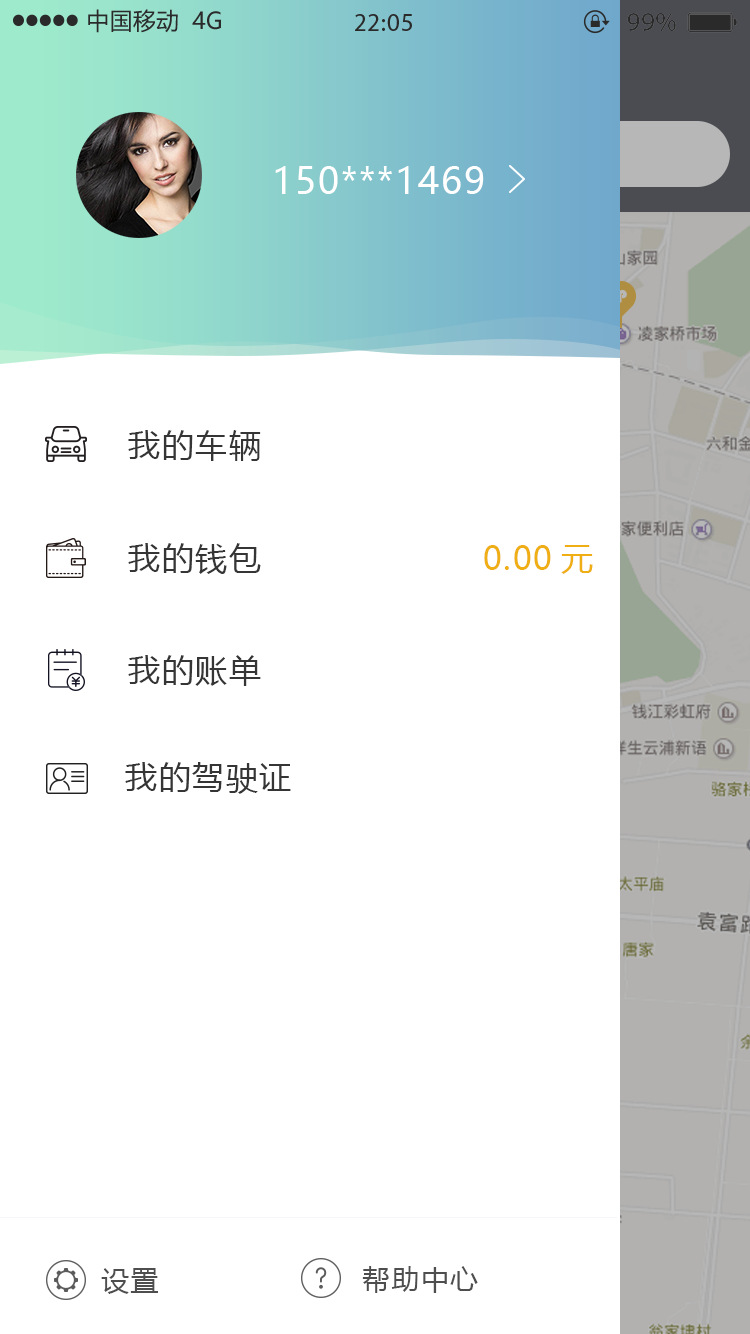 中国移动 4G 22:05 99%
150***1469
家园
凌家桥市场
我的车辆
六和金
家便利店
我的钱包 0.00 元
我的账单
钱江彩虹府
生云浦新语
我的驾驶证
骆家
太平庙
袁富路
唐家
设置
帮助中心